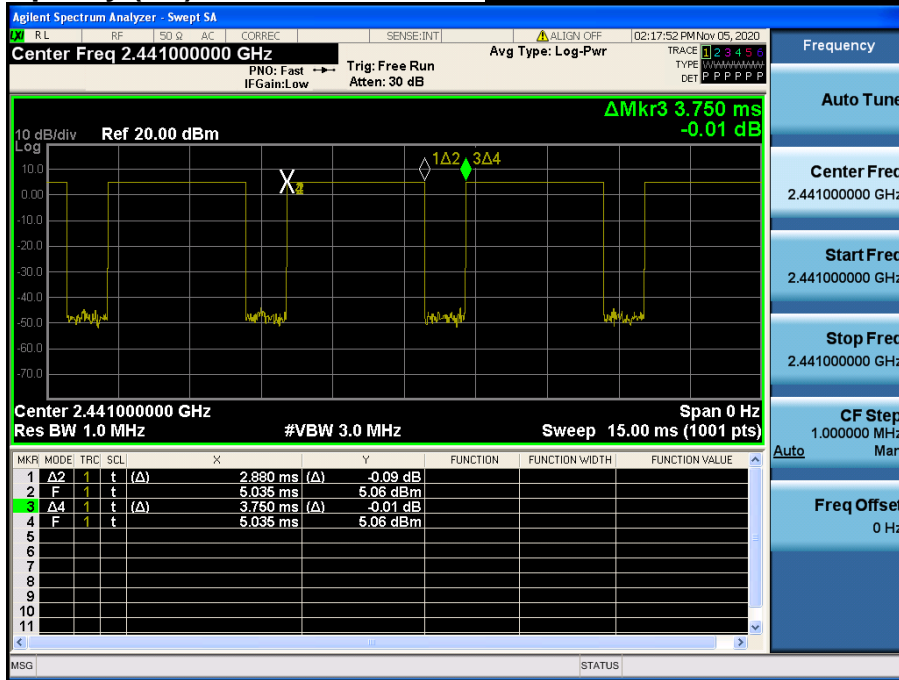 Agilent Spectrum Analyzer - Swept SA
LXI RL RF 50 Ω AC CORREC SENSE:INT ALIGN OFF 02:17:52 PM Nov 05, 2020
Center Freq 2.441000000 GHz
PNO: Fast
IFGain:Low
Trig: Free Run
Atten: 30 dB
Avg Type: Log-Pwr
TRACE 1 2 3 4 5 6
TYPE WWWWWW
DET P P P P P P
ΔMkr3 3.750 ms
-0.01 dB
10 dB/div Ref 20.00 dBm
Log
10.0
0.00
-10.0
-20.0
-30.0
-40.0
-50.0
-60.0
-70.0
1Δ2 3Δ4
X
Center 2.441000000 GHz Span 0 Hz
Res BW 1.0 MHz #VBW 3.0 MHz Sweep 15.00 ms (1001 pts)
MKR MODE TRC SCL X Y FUNCTION FUNCTION WIDTH FUNCTION VALUE
1 Δ2 1 t (Δ) 2.880 ms (Δ) -0.09 dB
2 F 1 t 5.035 ms 5.06 dBm
3 Δ4 1 t (Δ) 3.750 ms (Δ) -0.01 dB
4 F 1 t 5.035 ms 5.06 dBm
5
6
7
8
9
10
11
MSG STATUS
Frequency
Auto Tune
Center Freq
2.441000000 GHz
Start Freq
2.441000000 GHz
Stop Freq
2.441000000 GHz
CF Step
1.000000 MHz
Auto Man
Freq Offset
0 Hz